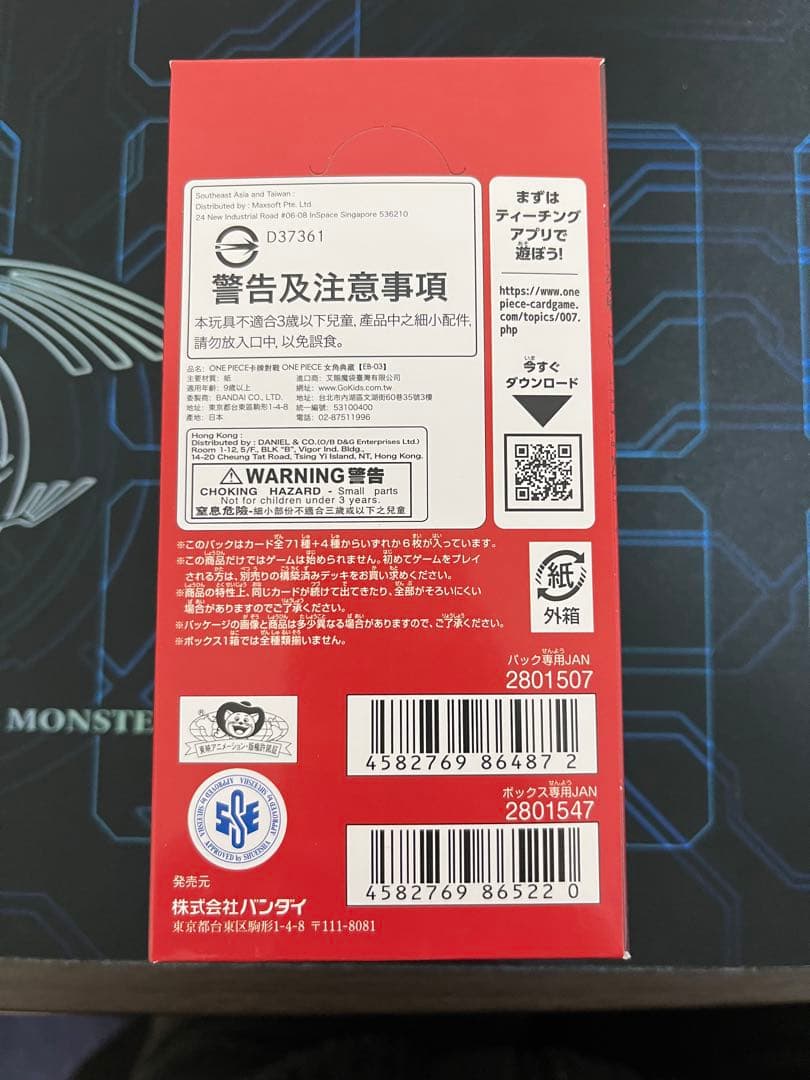 Southeast Asia and Taiwan :
Distributed by : Maxsoft Pte. Ltd.
24 New Industrial Road #06-08 InSpace Singapore 536210
D37361
警告及注意事項
本玩具不適合3歲以下兒童, 產品中之細小配件,
請勿放入口中, 以免誤食。
品名: ONE PIECE卡牌對戰 ONE PIECE 女角典藏【EB-03】
主要材質: 紙
適用年齡: 9歲以上
委製商: BANDAI CO., LTD.
地址: 東京都台東區駒形1-4-8
產地: 日本
進口商: 艾賜魔袋臺灣有限公司
網址: www.GoKids.com.tw
地址: 台北市內湖區文湖街60巷35號3樓
統一編號: 53100400
電話: 02-87511996
Hong Kong :
Distributed by : DANIEL & CO.(O/B D&G Enterprises Ltd.)
Room 1-12, 5/F., BLK "B", Vigor Ind. Bldg.,
14-20 Cheung Tat Road, Tsing Yi Island, NT, Hong Kong.
WARNING 警告
CHOKING HAZARD - Small parts
Not for children under 3 years.
窒息危險-細小部份不適合三歲或以下之兒童
まずは
ティーチング
アプリで
遊ぼう!
https://www.one
piece-cardgame.
com/topics/007.
php
今すぐ
ダウンロード
※このパックはカード全71種+4種からいずれか6枚が入っています。
※この商品だけではゲームは始められません。初めてゲームをプレイ
される方は、別売りの構築済みデッキをお買い求めください。
※商品の特性上、同じカードが続けて出てきたり、全部がそろいにくい
場合がありますのでご了承ください。
※パッケージの画像と商品は多少異なる場合がありますので、ご了承ください。
※ボックス1箱では全種類揃いません。
紙
外箱
パック専用JAN
2801507
4582769 864872
ボックス専用JAN
2801547
4582769 865220
東映アニメーション・版権許諾証
APPROVED by SHUEISHA
発売元
株式会社バンダイ
東京都台東区駒形1-4-8 〒111-8081
MONSTE